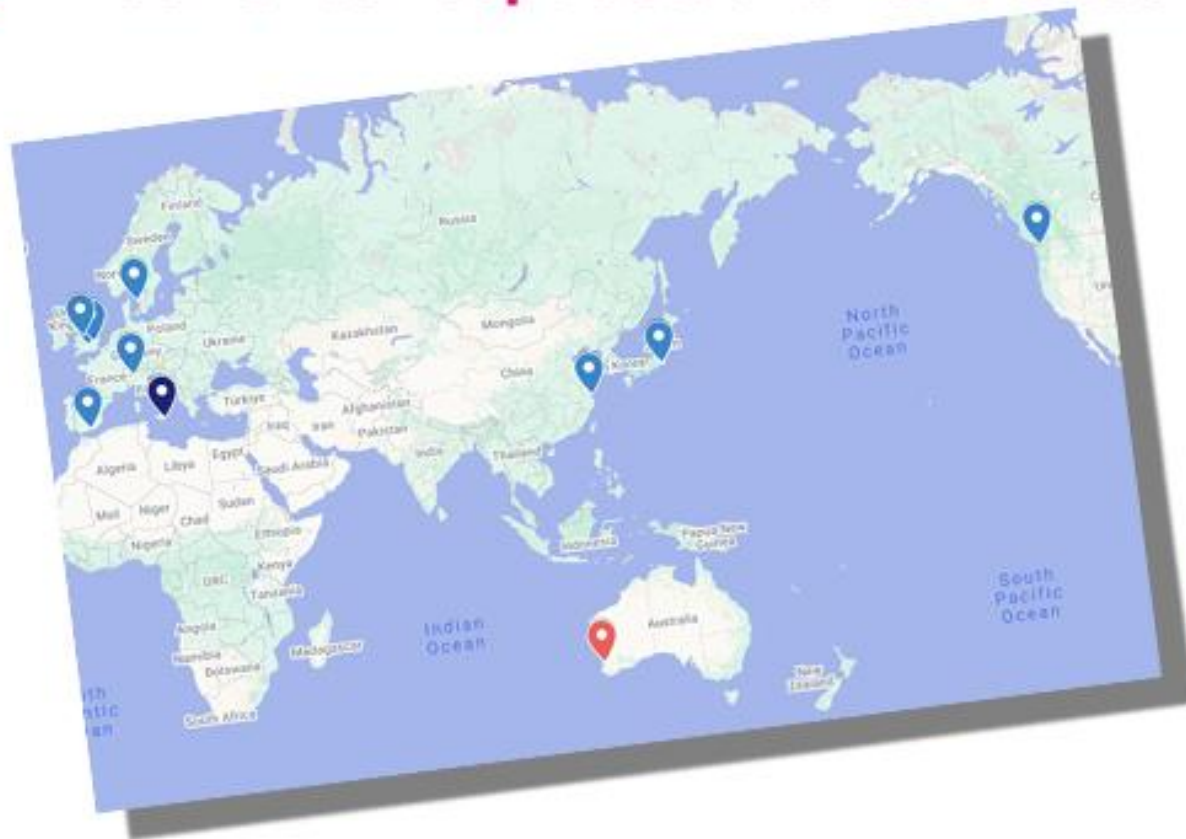 Finland
Sweden
Russia
Poland
Ukraine
Kazakhstan
Mongolia
North
Pacific
Ocean
France
China
Türkiye
Afghanistan
Iraq
Iran
Pakistan
Algeria
Libya
Egypt
Saudi Arabia
India
Thailand
Mali
Niger
Chad
Sudan
Nigeria
Ethiopia
Indonesia
Papua New
Guinea
DRC
Kenya
Tanzania
Angola
Namibia
Botswana
Madagascar
Indian
Ocean
Australia
South
Pacific
Ocean
New
Zealand
South Africa